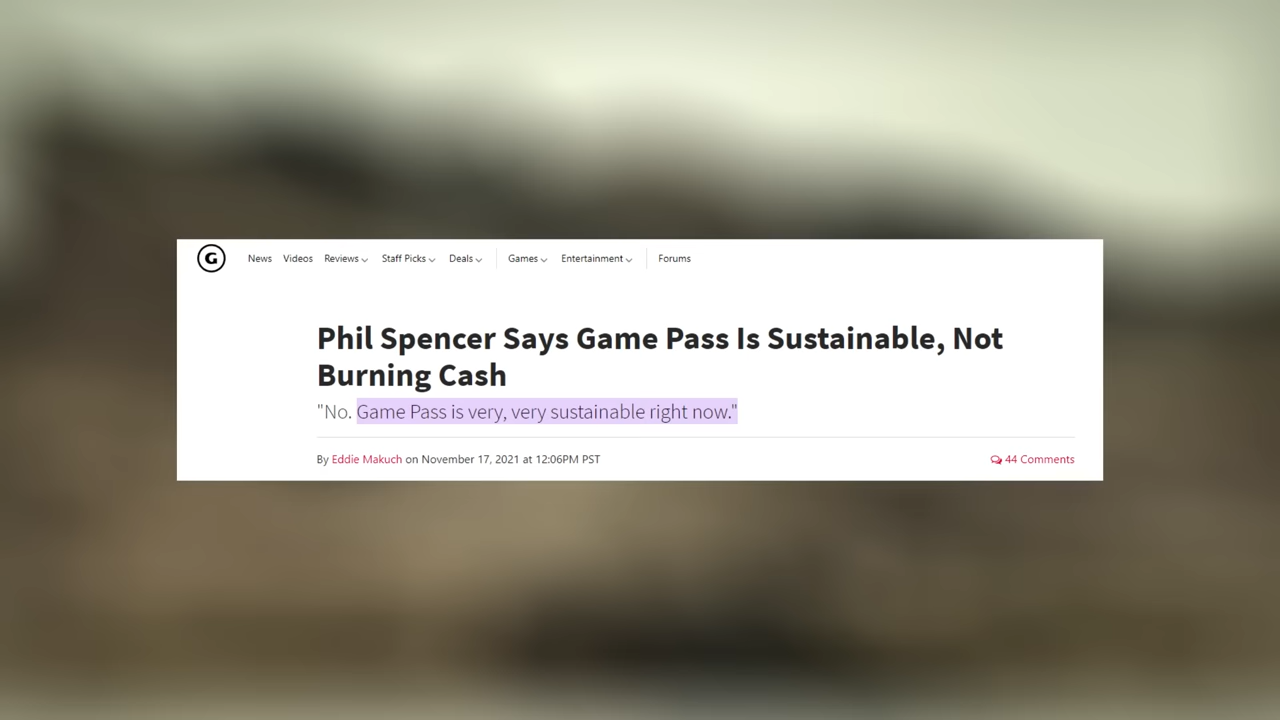 G News Videos Reviews Staff Picks Deals Games Entertainment Forums
Phil Spencer Says Game Pass Is Sustainable, Not
Burning Cash
"No. Game Pass is very, very sustainable right now."
By Eddie Makuch on November 17, 2021 at 12:06PM PST 44 Comments